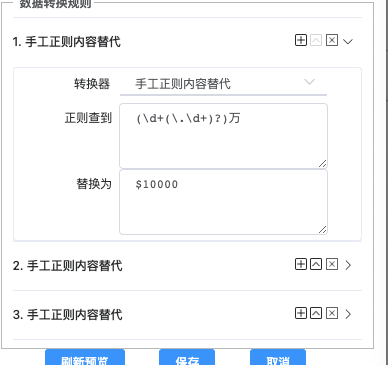 数据转换规则
1. 手工正则内容替代
转换器 手工正则内容替代
正则查到 (\d+(\.\d+)?)万
替换为 $10000
2. 手工正则内容替代
3. 手工正则内容替代
刷新预览 保存 取消